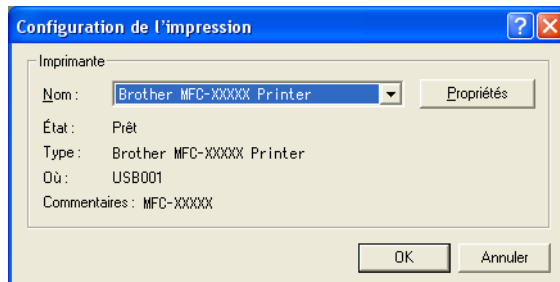 Configuration de l'impression
Imprimante
Nom : Brother MFC-XXXXX Printer Propriétés
État : Prêt
Type : Brother MFC-XXXXX Printer
Où : USB001
Commentaires : MFC-XXXXX
OK Annuler